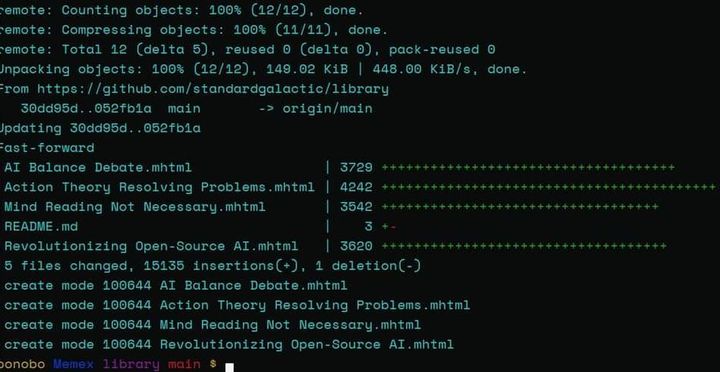 remote: Counting objects: 100% (12/12), done.
remote: Compressing objects: 100% (11/11), done.
remote: Total 12 (delta 5), reused 0 (delta 0), pack-reused 0
Unpacking objects: 100% (12/12), 149.02 KiB | 448.00 KiB/s, done.
From https://github.com/standardgalactic/library
   30dd95d..052fb1a  main       -> origin/main
Updating 30dd95d..052fb1a
Fast-forward
 AI Balance Debate.mhtml                | 3729 ++++++++++++++++++++++++++++++++++++
 Action Theory Resolving Problems.mhtml | 4242 +++++++++++++++++++++++++++++++++++++++++
 Mind Reading Not Necessary.mhtml       | 3542 ++++++++++++++++++++++++++++++++++
 README.md                              |    3 +-
 Revolutionizing Open-Source AI.mhtml   | 3620 +++++++++++++++++++++++++++++++++++
 5 files changed, 15135 insertions(+), 1 deletion(-)
 create mode 100644 AI Balance Debate.mhtml
 create mode 100644 Action Theory Resolving Problems.mhtml
 create mode 100644 Mind Reading Not Necessary.mhtml
 create mode 100644 Revolutionizing Open-Source AI.mhtml
bonobo Memex library main $